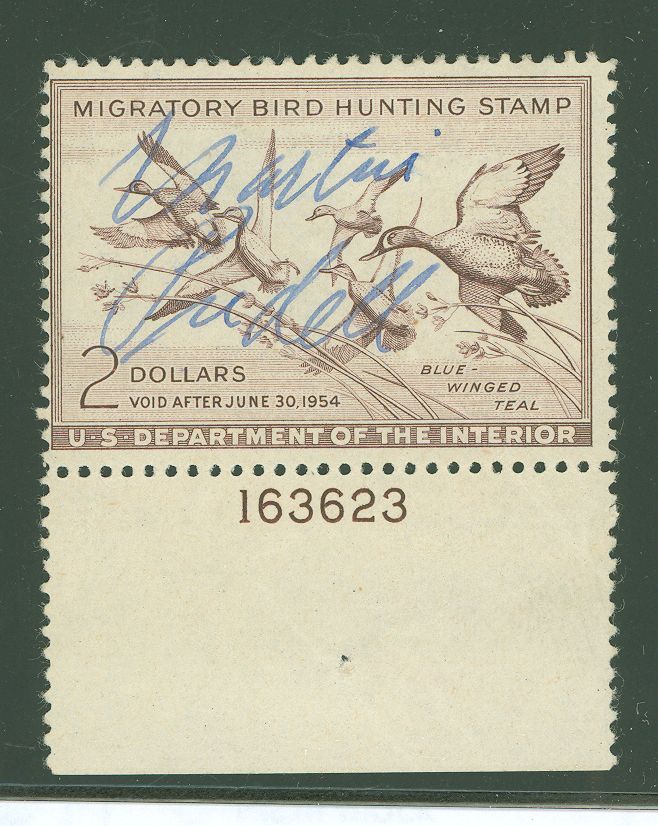 MIGRATORY BIRD HUNTING STAMP
Martin
2 DOLLARS
VOID AFTER JUNE 30, 1954
BLUE-
WINGED
TEAL
U·S·DEPARTMENT OF THE INTERIOR
163623